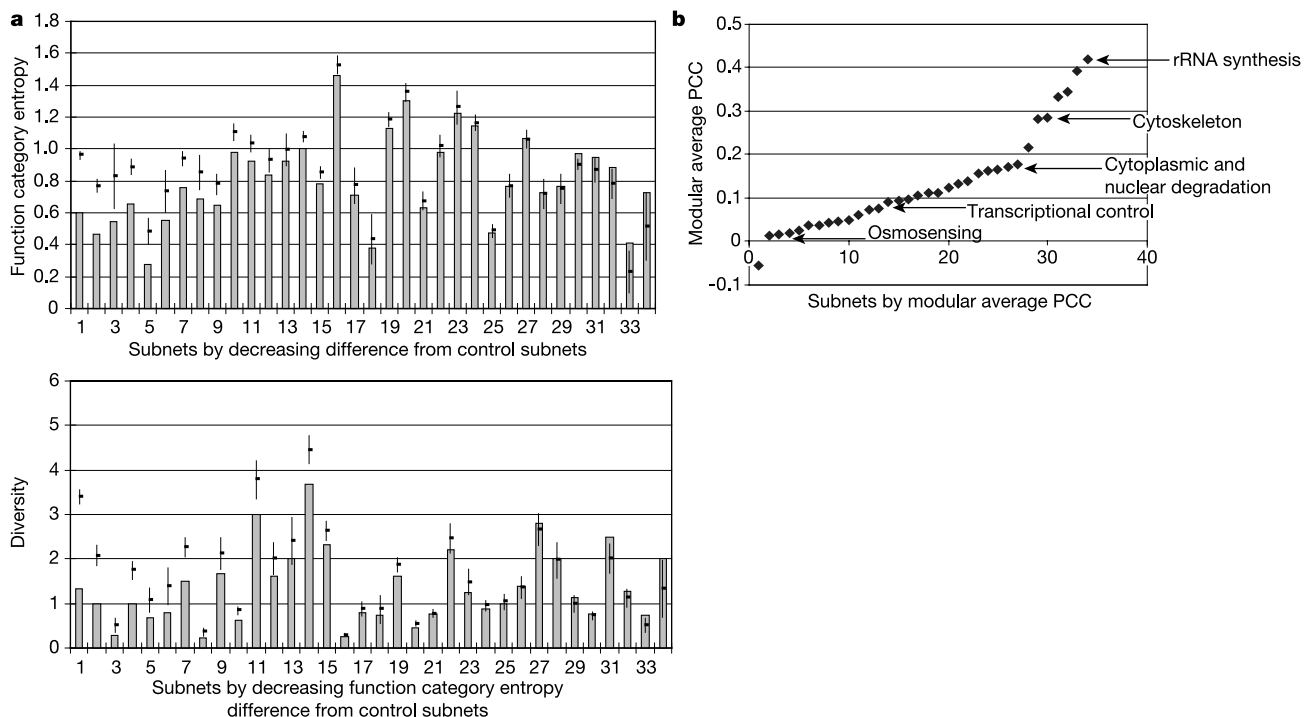 a
1.8
1.6
1.4
1.2
1.0
0.8
0.6
0.4
0.2
0
Function category entropy
1 3 5 7 9 11 13 15 17 19 21 23 25 27 29 31 33
Subnets by decreasing difference from control subnets
6
5
4
3
2
1
0
Diversity
1 3 5 7 9 11 13 15 17 19 21 23 25 27 29 31 33
Subnets by decreasing function category entropy
difference from control subnets
b
0.5
0.4
0.3
0.2
0.1
0
-0.1
Modular average PCC
rRNA synthesis
Cytoskeleton
Cytoplasmic and
nuclear degradation
Transcriptional control
Osmosensing
0 10 20 30 40
Subnets by modular average PCC